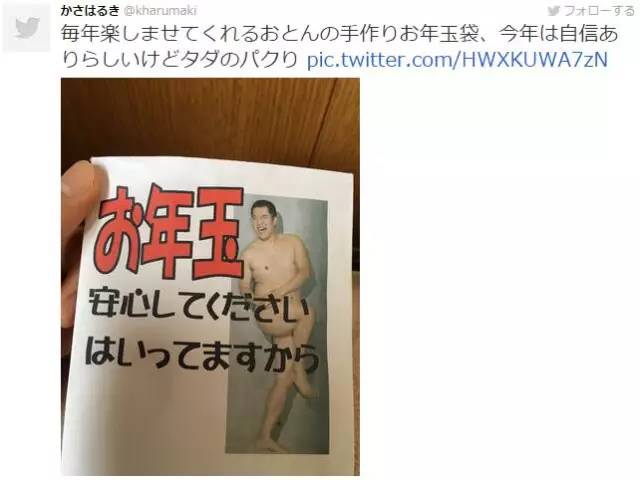 かさはるき @kharumaki
フォローする
毎年楽しませてくれるおとんの手作りお年玉袋、今年は自信あ
りらしいけどタダのパクり pic.twitter.com/HWXKUWA7zN
お年玉
安心してください
はいってますから